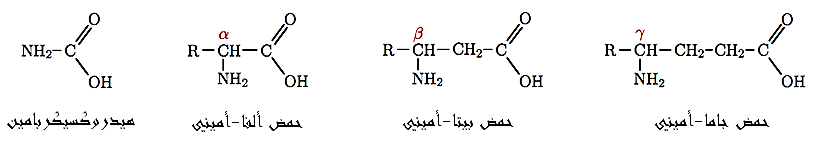 α
β
γ
O
NH₂–C
OH
R–CH–C
NH₂
O
OH
R–CH–CH₂–C
NH₂
O
OH
R–CH–CH₂–CH₂–C
NH₂
O
OH
هيدروكسيكربامين
حمض ألفا-أميني
حمض بيتا-أميني
حمض جاما-أميني